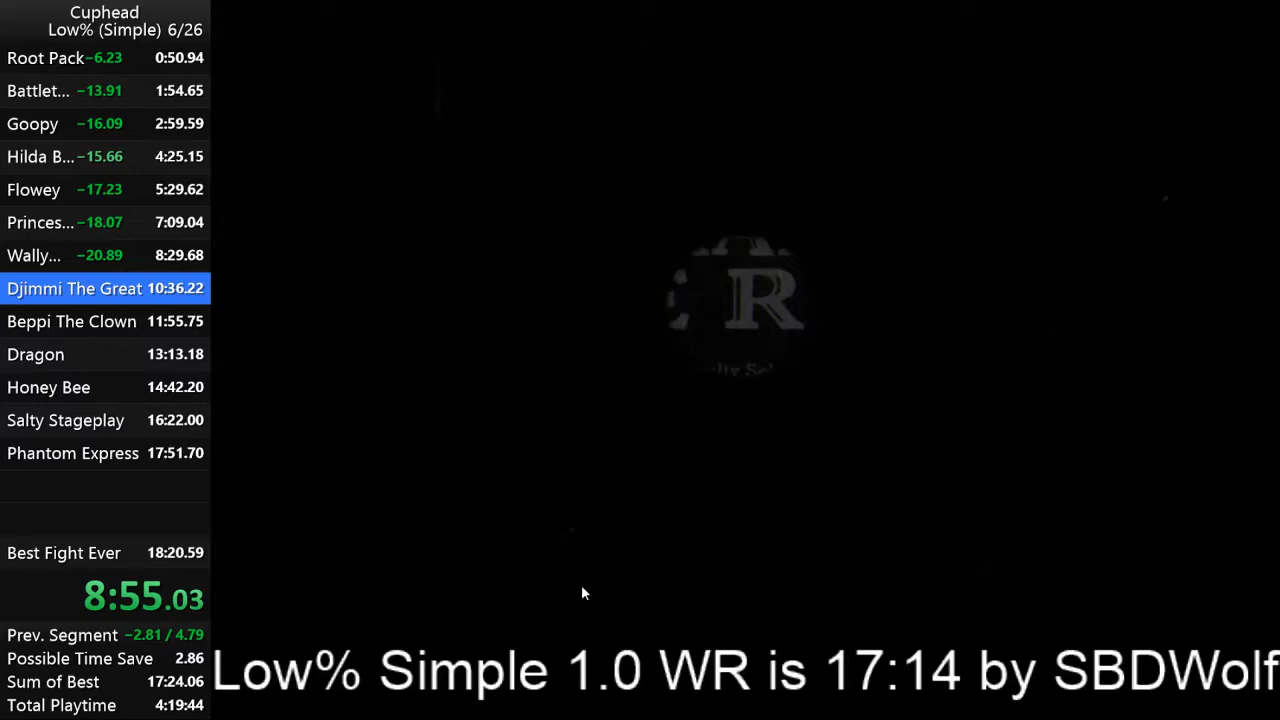 Cuphead
Low% (Simple) 6/26
Root Pack −6.23 0:50.94
Battlet... −13.91 1:54.65
Goopy −16.09 2:59.59
Hilda B... −15.66 4:25.15
Flowey −17.23 5:29.62
Princes... −18.07 7:09.04
Wally... −20.89 8:29.68
Djimmi The Great 10:36.22
Beppi The Clown 11:55.75
Dragon 13:13.18
Honey Bee 14:42.20
Salty Stageplay 16:22.00
Phantom Express 17:51.70
Best Fight Ever 18:20.59
8:55.03
Prev. Segment −2.81 / 4.79
Possible Time Save 2.86
Sum of Best 17:24.06
Total Playtime 4:19:44
R
Low% Simple 1.0 WR is 17:14 by SBDWolf